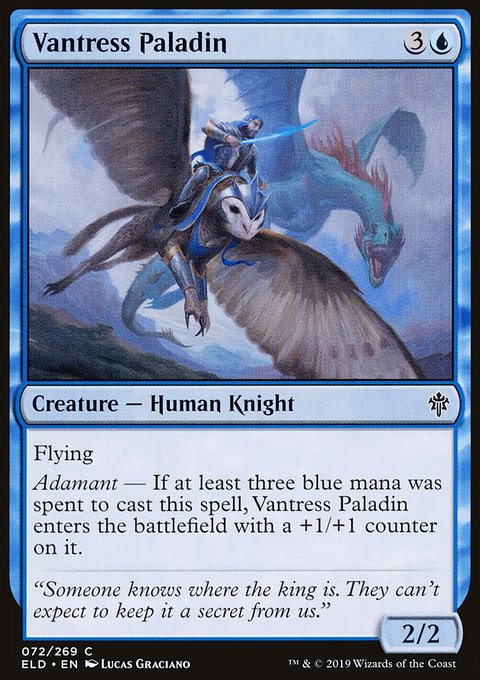 Vantress Paladin 3
Creature — Human Knight
Flying
Adamant — If at least three blue mana was
spent to cast this spell, Vantress Paladin
enters the battlefield with a +1/+1 counter
on it.
“Someone knows where the king is. They can’t
expect to keep it a secret from us.”
2/2
072/269 C
ELD • EN Lucas Graciano
™ & © 2019 Wizards of the Coast